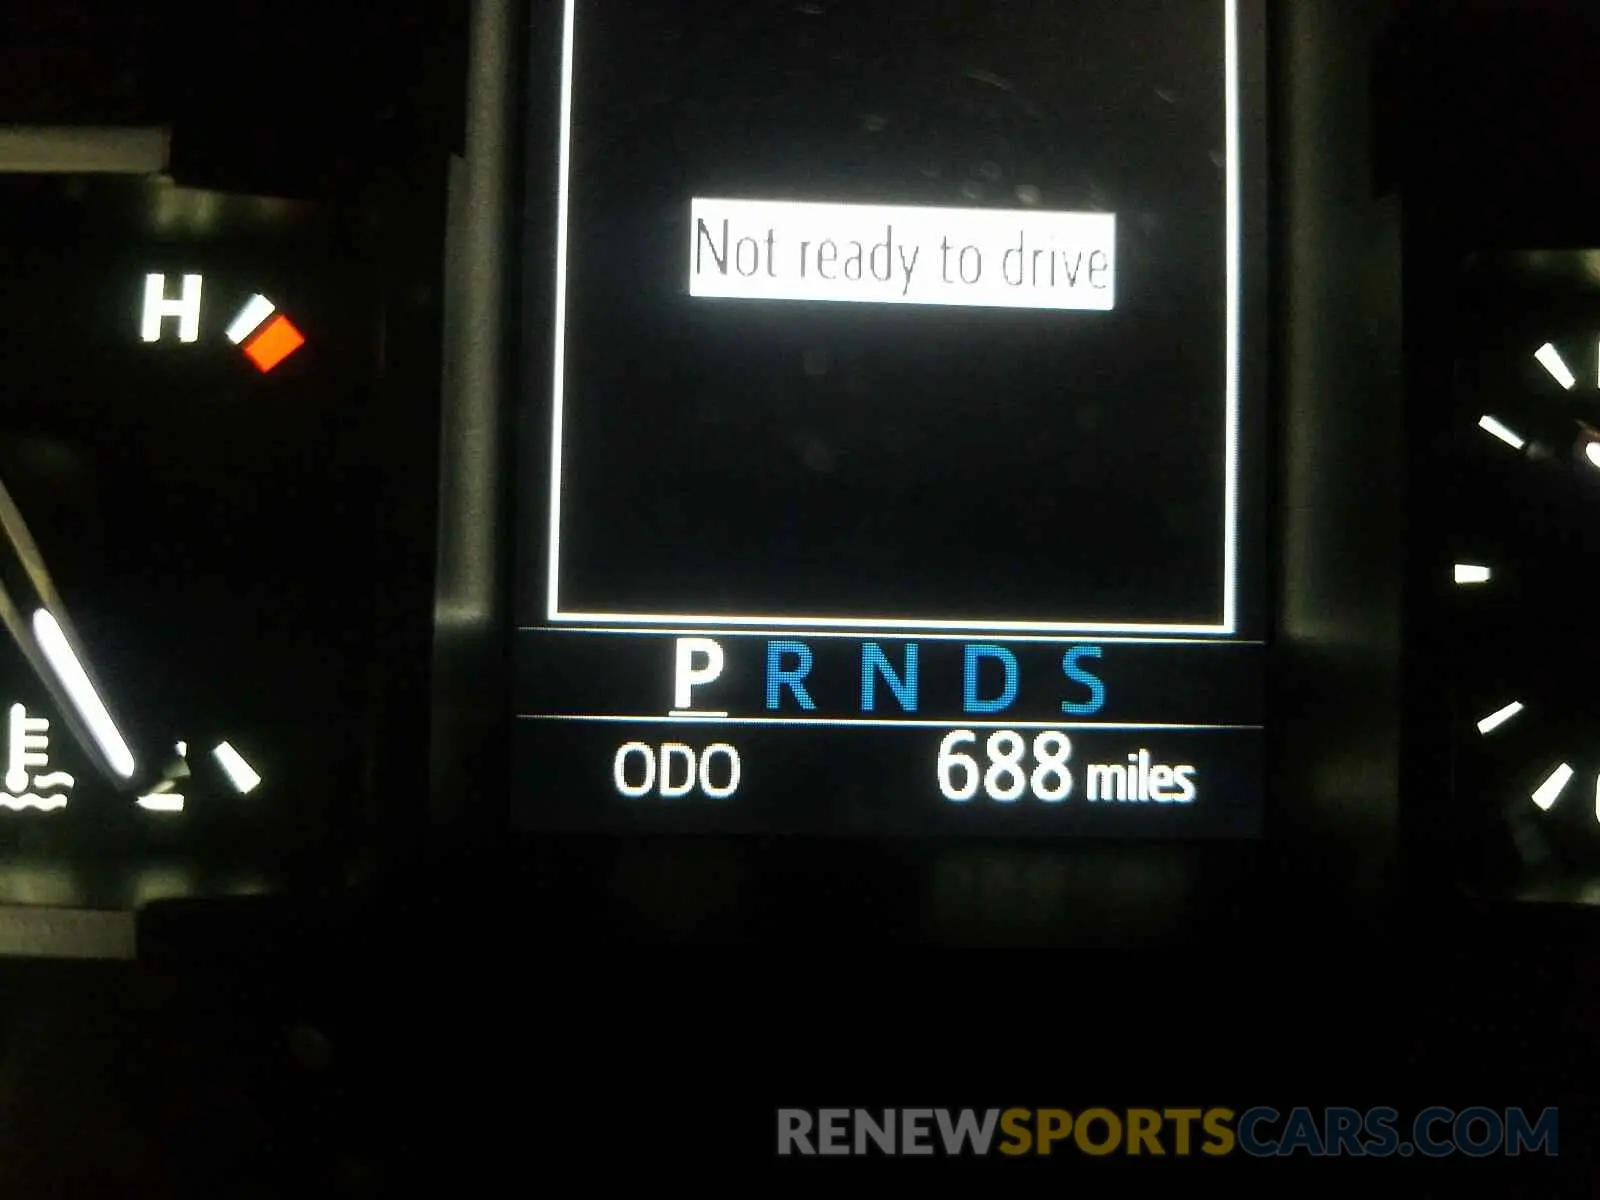 Not ready to drive
H
P R N D S
ODO 688 miles
RENEWSPORTSCARS.COM